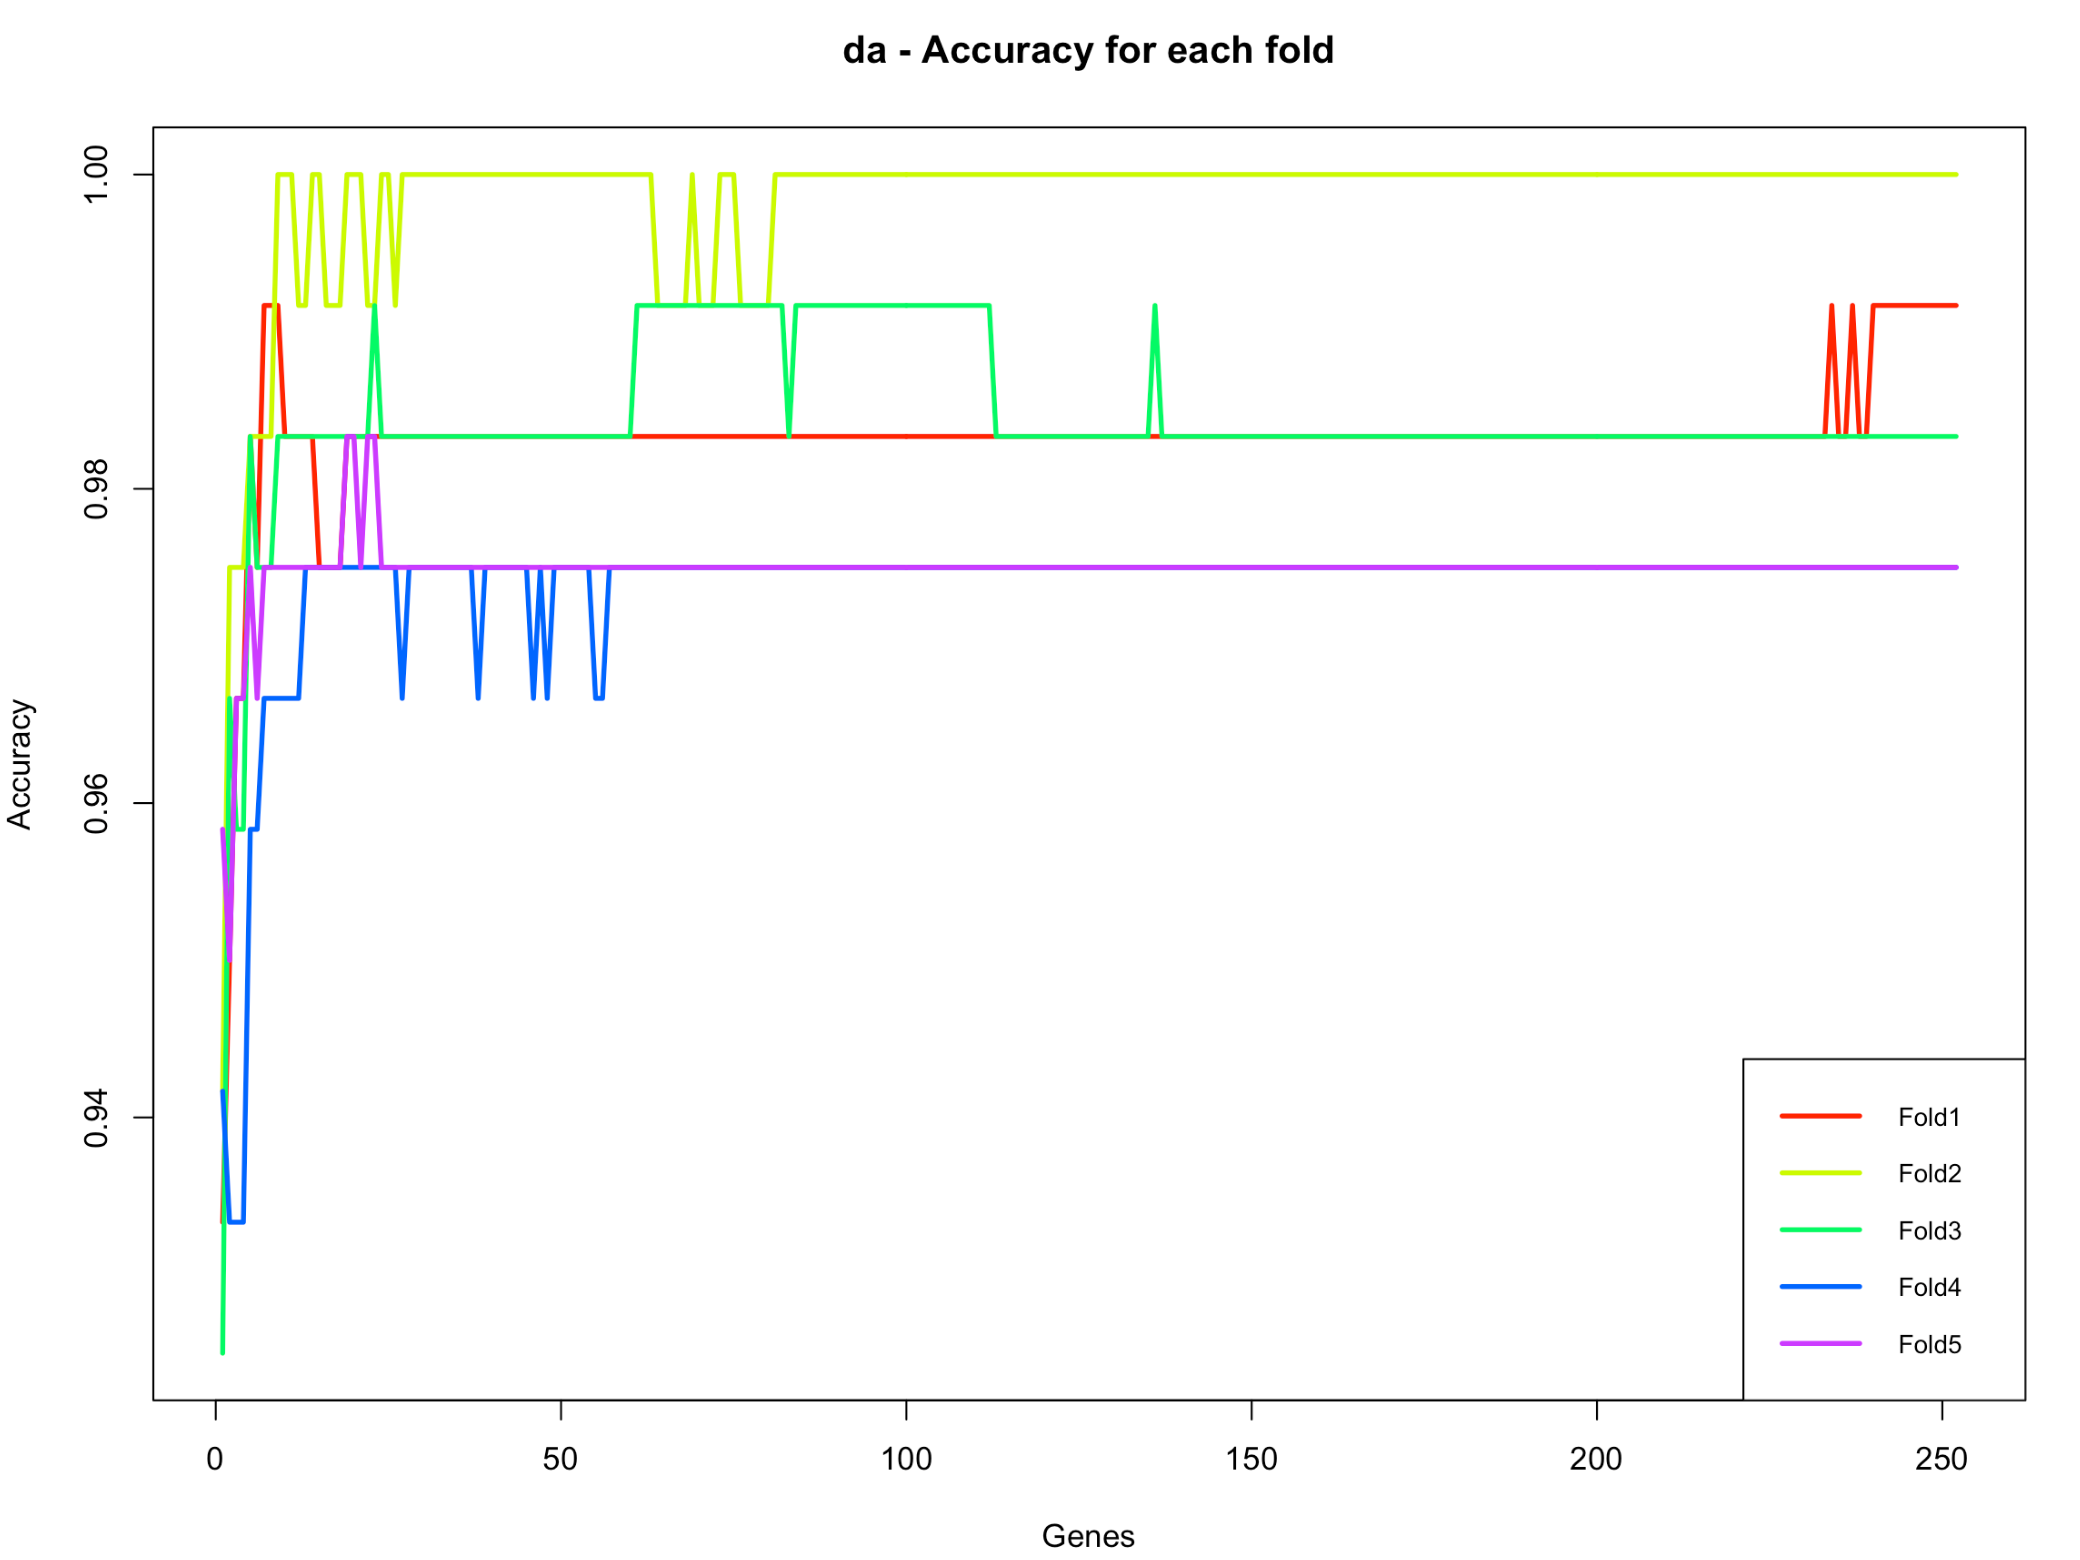 da - Accuracy for each fold
Accuracy
1.00
0.98
0.96
0.94
0
50
100
150
200
250
Genes
Fold1
Fold2
Fold3
Fold4
Fold5